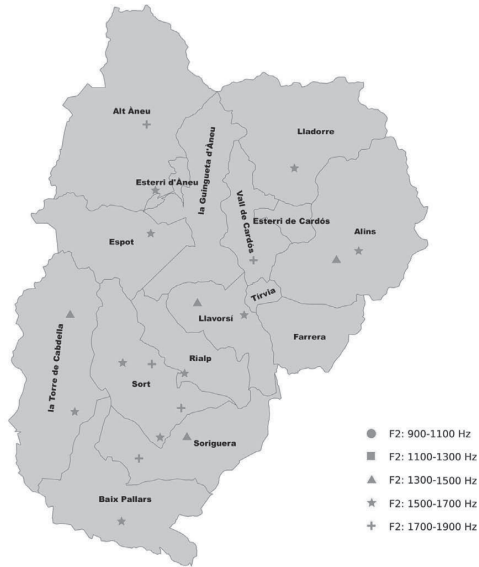 Alt Àneu
Lladorre
la Guingueta d'Àneu
Esterri d'Àneu
Vall de Cardós
Esterri de Cardós
Alins
Espot
Tírvia
Llavorsí
Farrera
Rialp
la Torre de Cabdella
Sort
Soriguera
Baix Pallars
F2: 900-1100 Hz
F2: 1100-1300 Hz
F2: 1300-1500 Hz
F2: 1500-1700 Hz
F2: 1700-1900 Hz